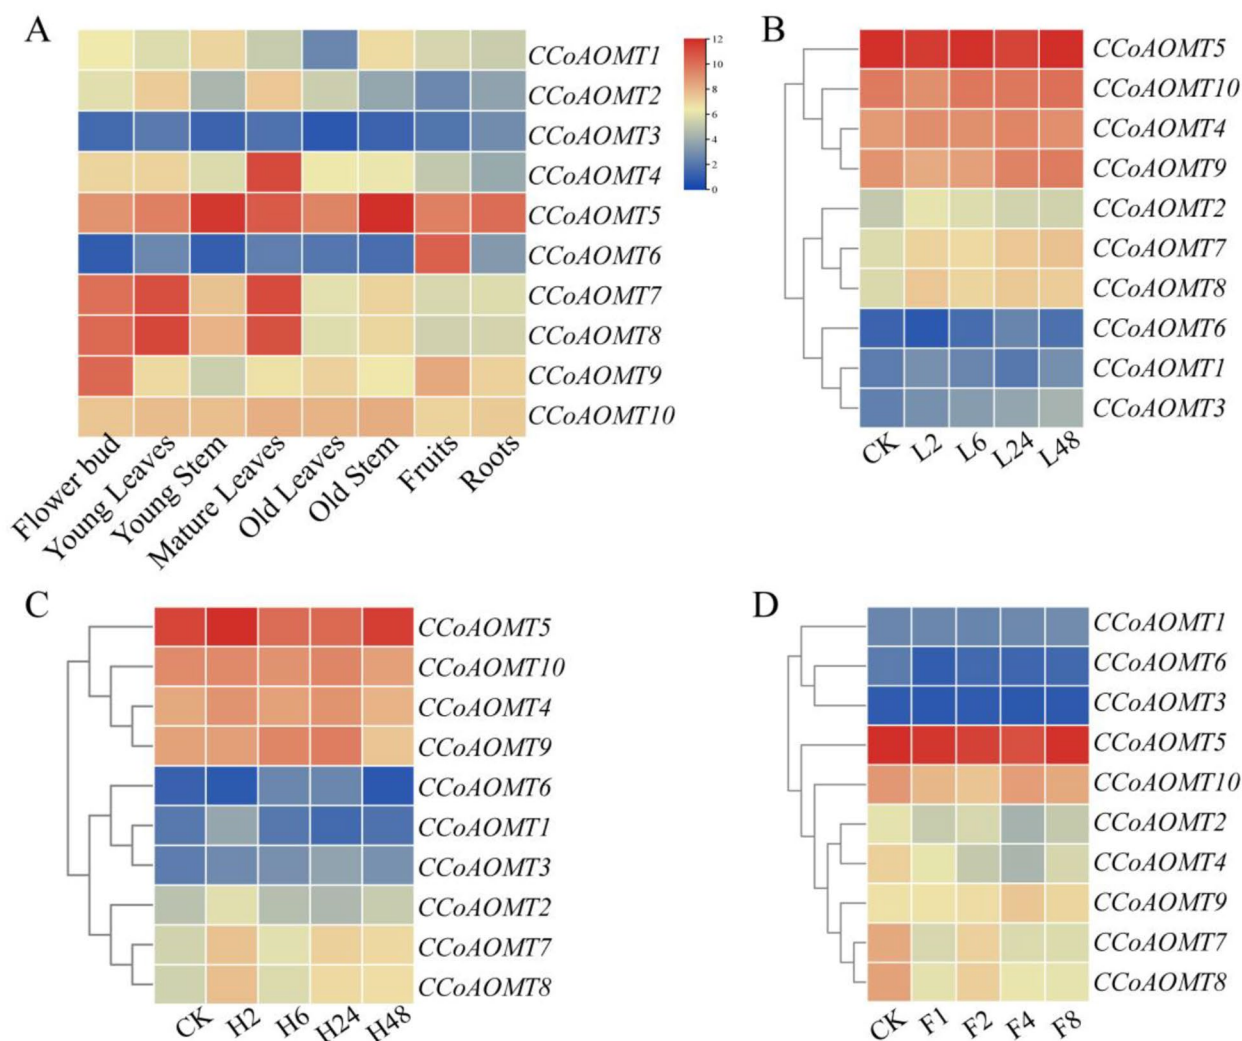 A
CCoAOMT1
CCoAOMT2
CCoAOMT3
CCoAOMT4
CCoAOMT5
CCoAOMT6
CCoAOMT7
CCoAOMT8
CCoAOMT9
CCoAOMT10
Flower bud
Young Leaves
Young Stem
Mature Leaves
Old Leaves
Old Stem
Fruits
Roots
12
10
8
6
4
2
0
B
CCoAOMT5
CCoAOMT10
CCoAOMT4
CCoAOMT9
CCoAOMT2
CCoAOMT7
CCoAOMT8
CCoAOMT6
CCoAOMT1
CCoAOMT3
CK
L2
L6
L24
L48
C
CCoAOMT5
CCoAOMT10
CCoAOMT4
CCoAOMT9
CCoAOMT6
CCoAOMT1
CCoAOMT3
CCoAOMT2
CCoAOMT7
CCoAOMT8
CK
H2
H6
H24
H48
D
CCoAOMT1
CCoAOMT6
CCoAOMT3
CCoAOMT5
CCoAOMT10
CCoAOMT2
CCoAOMT4
CCoAOMT9
CCoAOMT7
CCoAOMT8
CK
F1
F2
F4
F8